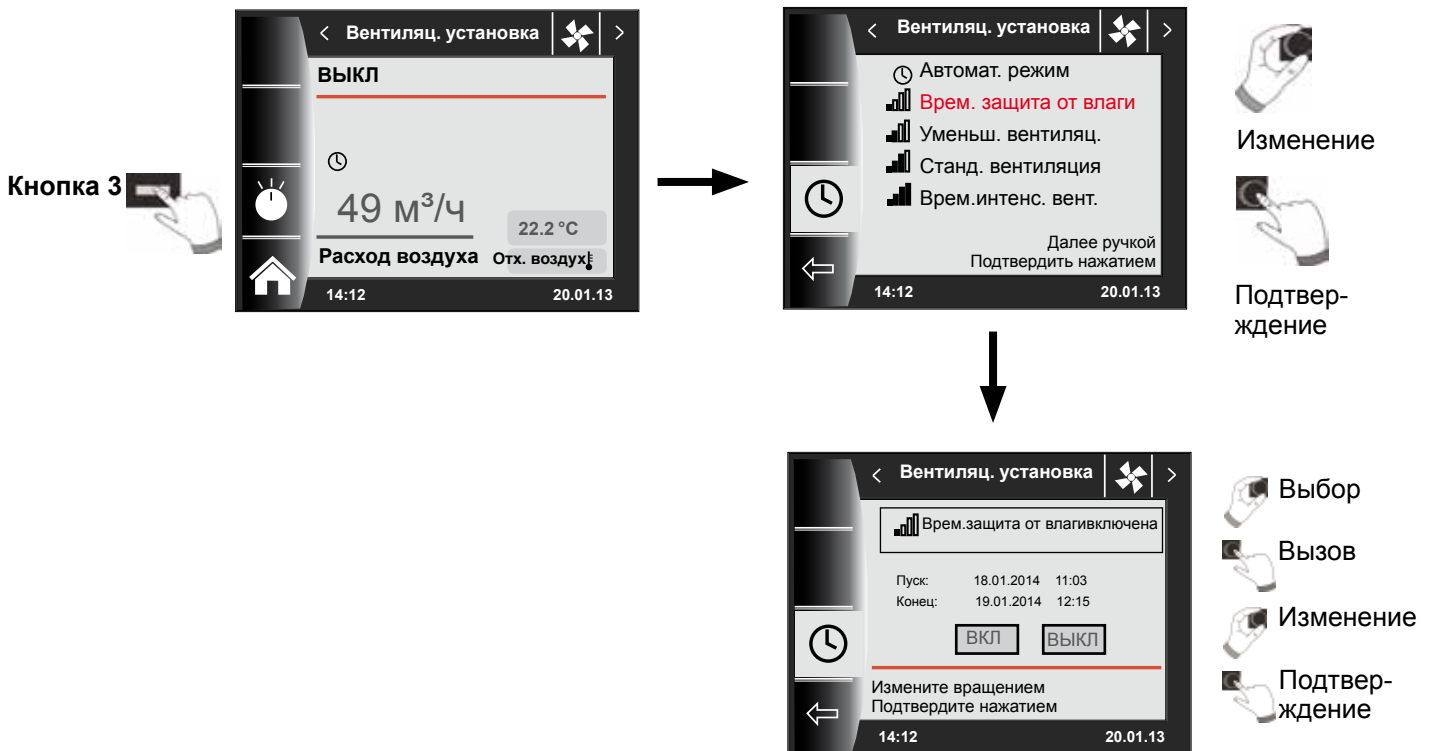 Кнопка 3
< Вентиляц. установка >
ВЫКЛ
49 м³/ч
22.2 °C
Расход воздуха Отх. воздух
14:12 20.01.13
< Вентиляц. установка >
Автомат. режим
Врем. защита от влаги
Уменьш. вентиляц.
Станд. вентиляция
Врем.интенс. вент.
Далее ручкой
Подтвердить нажатием
14:12 20.01.13
Изменение
Подтвер-
ждение
< Вентиляц. установка >
Врем.защита от влагивключена
Пуск: 18.01.2014 11:03
Конец: 19.01.2014 12:15
ВКЛ ВЫКЛ
Измените вращением
Подтвердите нажатием
14:12 20.01.13
Выбор
Вызов
Изменение
Подтвер-
ждение